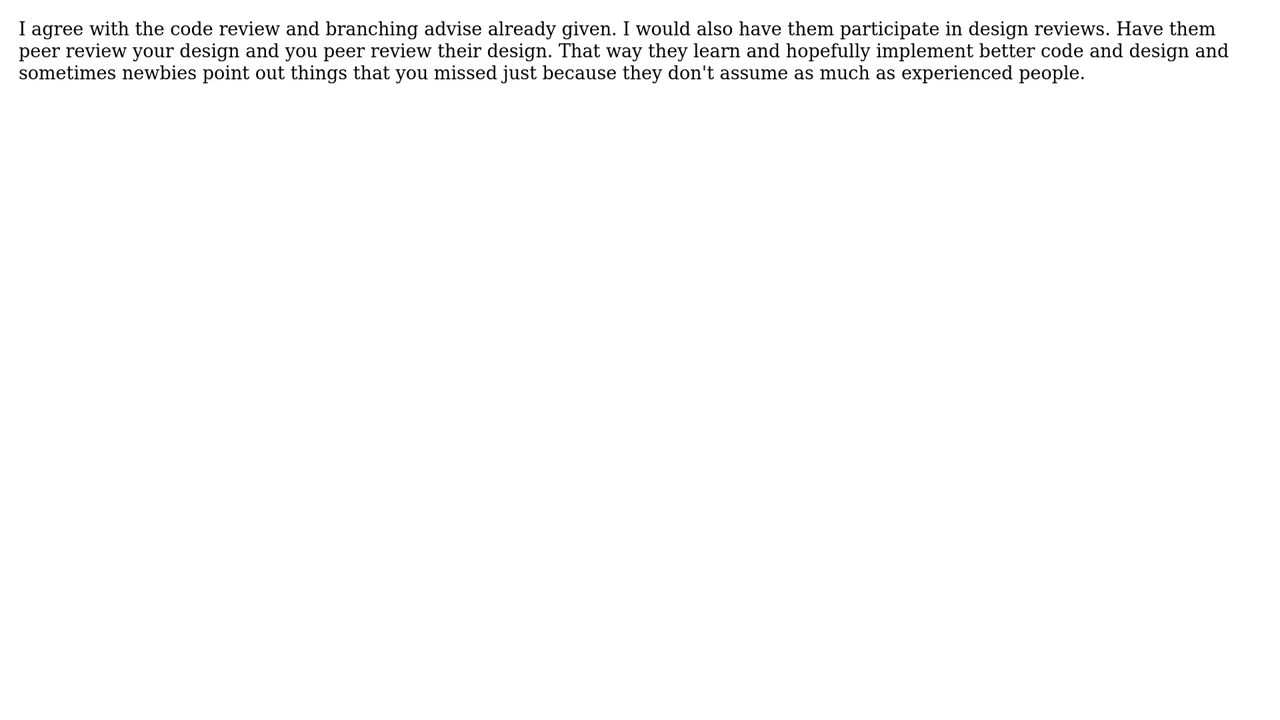 I agree with the code review and branching advise already given. I would also have them participate in design reviews. Have them
peer review your design and you peer review their design. That way they learn and hopefully implement better code and design and
sometimes newbies point out things that you missed just because they don't assume as much as experienced people.